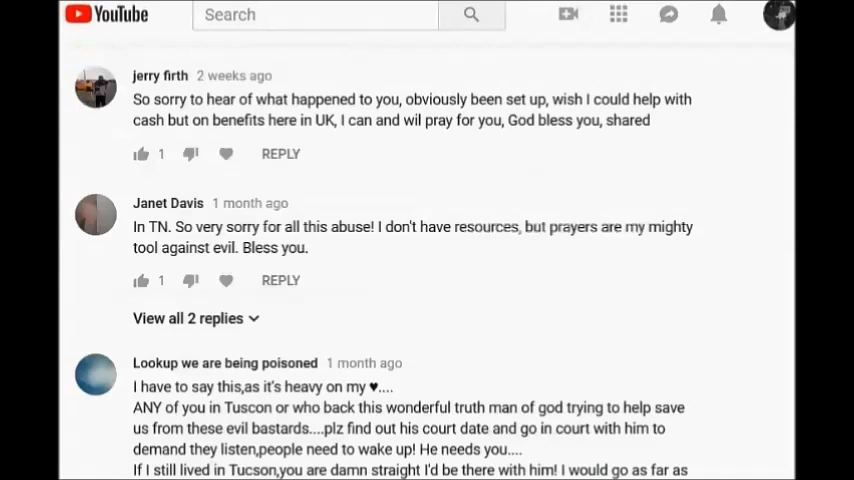 YouTube
Search
jerry firth 2 weeks ago
So sorry to hear of what happened to you, obviously been set up, wish I could help with
cash but on benefits here in UK, I can and wil pray for you, God bless you, shared
1 REPLY
Janet Davis 1 month ago
In TN. So very sorry for all this abuse! I don't have resources, but prayers are my mighty
tool against evil. Bless you.
1 REPLY
View all 2 replies
Lookup we are being poisoned 1 month ago
I have to say this,as it's heavy on my ♥....
ANY of you in Tuscon or who back this wonderful truth man of god trying to help save
us from these evil bastards....plz find out his court date and go in court with him to
demand they listen,people need to wake up! He needs you....
If I still lived in Tucson,you are damn straight I'd be there with him! I would go as far as